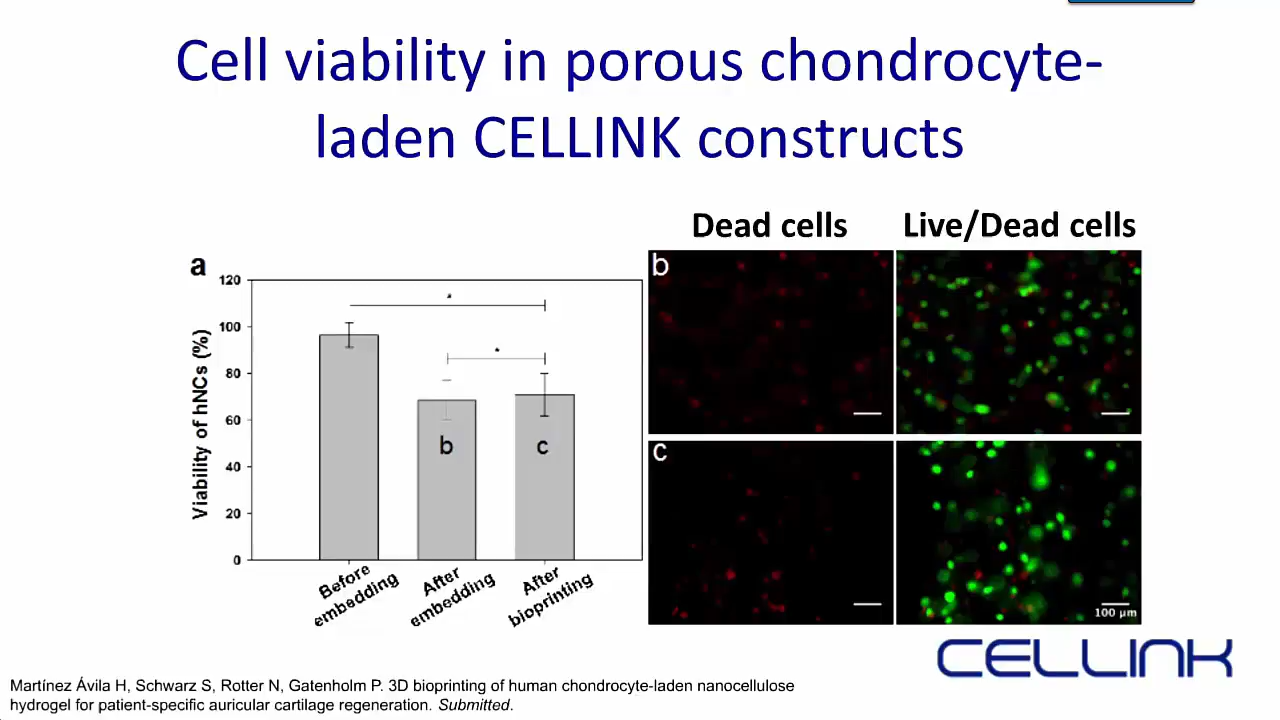 Cell viability in porous chondrocyte-
laden CELLINK constructs
Dead cells
Live/Dead cells
a
120
100
80
60
40
20
0
Viability of hNCs (%)
*
*
b
c
Before
embedding
After
embedding
After
bioprinting
b
c
100 µm
CELLINK
Martínez Ávila H, Schwarz S, Rotter N, Gatenholm P. 3D bioprinting of human chondrocyte-laden nanocellulose
hydrogel for patient-specific auricular cartilage regeneration. Submitted.